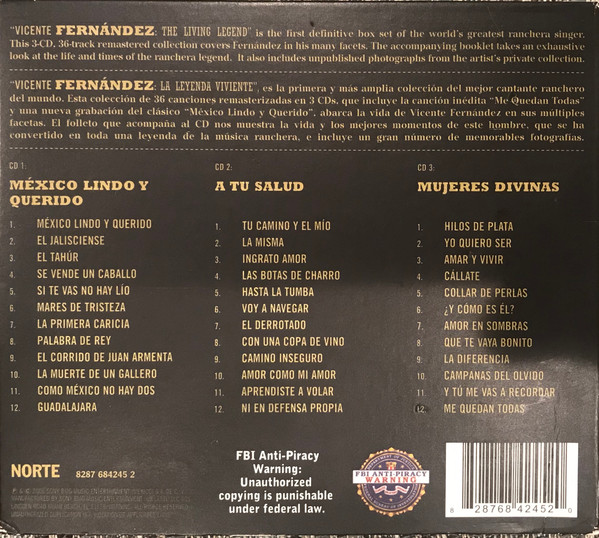 "VICENTE FERNÁNDEZ: THE LIVING LEGEND" is the first definitive box set of the world's greatest ranchera singer.
This 3-CD, 36-track remastered collection covers Fernández in his many facets. The accompanying booklet takes an exhaustive
look at the life and times of the ranchera legend. It also includes unpublished photographs from the artist's private collection.
"VICENTE FERNÁNDEZ: LA LEYENDA VIVIENTE", es la primera y más amplia colección del mejor cantante ranchero
del mundo. Esta colección de 36 canciones remasterizadas en 3 CDs, que incluye la canción inédita "Me Quedan Todas"
y una nueva grabación del clásico "México Lindo y Querido", abarca la vida de Vicente Fernández en sus múltiples
facetas. El folleto que acompaña al CD nos muestra la vida y los mejores momentos de este hombre, que se ha
convertido en toda una leyenda de la música ranchera, e incluye un gran número de memorables fotografías.
CD 1:
MÉXICO LINDO Y
QUERIDO
1. MÉXICO LINDO Y QUERIDO
2. EL JALISCIENSE
3. EL TAHÚR
4. SE VENDE UN CABALLO
5. SI TE VAS NO HAY LÍO
6. MARES DE TRISTEZA
7. LA PRIMERA CARICIA
8. PALABRA DE REY
9. EL CORRIDO DE JUAN ARMENTA
10. LA MUERTE DE UN GALLERO
11. COMO MÉXICO NO HAY DOS
12. GUADALAJARA
CD 2:
A TU SALUD
1. TU CAMINO Y EL MÍO
2. LA MISMA
3. INGRATO AMOR
4. LAS BOTAS DE CHARRO
5. HASTA LA TUMBA
6. VOY A NAVEGAR
7. EL DERROTADO
8. CON UNA COPA DE VINO
9. CAMINO INSEGURO
10. AMOR COMO MI AMOR
11. APRENDISTE A VOLAR
12. NI EN DEFENSA PROPIA
CD 3:
MUJERES DIVINAS
1. HILOS DE PLATA
2. YO QUIERO SER
3. AMAR Y VIVIR
4. CÁLLATE
5. COLLAR DE PERLAS
6. ¿Y CÓMO ES ÉL?
7. AMOR EN SOMBRAS
8. QUE TE VAYA BONITO
9. LA DIFERENCIA
10. CAMPANAS DEL OLVIDO
11. Y TÚ ME VAS A RECORDAR
12. ME QUEDAN TODAS
NORTE
8287 684245 2
FBI Anti-Piracy
Warning:
Unauthorized
copying is punishable
under federal law.
FBI ANTI-PIRACY
WARNING
8 28768 42452 0